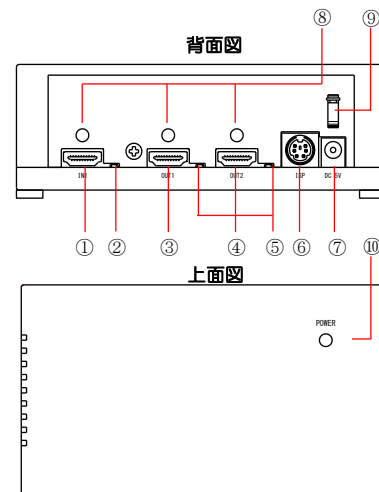 背面図
⑧
⑨
IN1
OUT1
OUT2
ISP
DC 5V
①
②
③
④
⑤
⑥
⑦
上面図
⑩
POWER